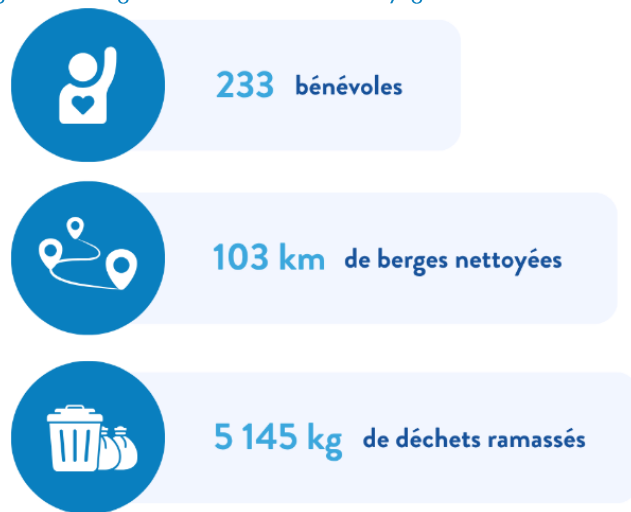 233 bénévoles
103 km de berges nettoyées
5 145 kg de déchets ramassés